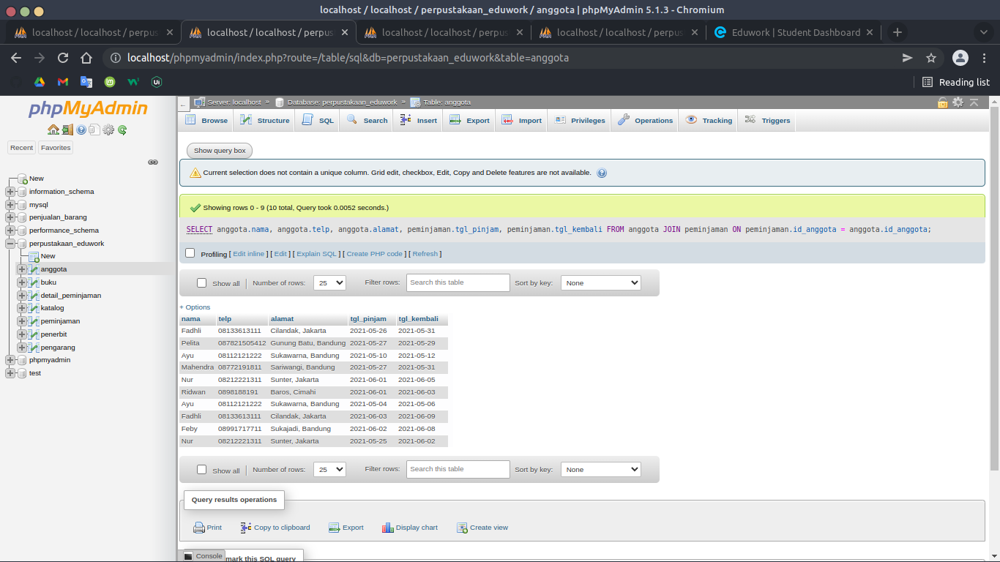 localhost / localhost / perpustakaan_eduwork / anggota | phpMyAdmin 5.1.3 - Chromium
localhost / localhost / perpus
localhost / localhost / perpus
localhost / localhost / perpus
localhost / localhost / perpus
Eduwork | Student Dashboard
localhost/phpmyadmin/index.php?route=/table/sql&db=perpustakaan_eduwork&table=anggota
Reading list
phpMyAdmin
Recent
Favorites
New
information_schema
mysql
penjualan_barang
performance_schema
perpustakaan_eduwork
New
anggota
buku
detail_peminjaman
katalog
peminjaman
penerbit
pengarang
phpmyadmin
test
Server: localhost » Database: perpustakaan_eduwork » Table: anggota
Browse Structure SQL Search Insert Export Import Privileges Operations Tracking Triggers
Show query box
Current selection does not contain a unique column. Grid edit, checkbox, Edit, Copy and Delete features are not available.
Showing rows 0 - 9 (10 total, Query took 0.0052 seconds.)
SELECT anggota.nama, anggota.telp, anggota.alamat, peminjaman.tgl_pinjam, peminjaman.tgl_kembali FROM anggota JOIN peminjaman ON peminjaman.id_anggota = anggota.id_anggota;
Profiling [ Edit inline ] [ Edit ] [ Explain SQL ] [ Create PHP code ] [ Refresh ]
Show all | Number of rows: 25 Filter rows: Search this table Sort by key: None
+ Options
nama telp alamat tgl_pinjam tgl_kembali
Fadhli 08133613111 Cilandak, Jakarta 2021-05-26 2021-05-31
Pelita 087821505412 Gunung Batu, Bandung 2021-05-27 2021-05-29
Ayu 08112121222 Sukawarna, Bandung 2021-05-10 2021-05-12
Mahendra 08772191811 Sariwangi, Bandung 2021-05-27 2021-05-31
Nur 08212221311 Sunter, Jakarta 2021-06-01 2021-06-05
Ridwan 0898188191 Baros, Cimahi 2021-06-01 2021-06-03
Ayu 08112121222 Sukawarna, Bandung 2021-05-04 2021-05-06
Fadhli 08133613111 Cilandak, Jakarta 2021-06-03 2021-06-09
Feby 08991717711 Sukajadi, Bandung 2021-06-02 2021-06-08
Nur 08212221311 Sunter, Jakarta 2021-05-25 2021-06-02
Show all | Number of rows: 25 Filter rows: Search this table Sort by key: None
Query results operations
Print Copy to clipboard Export Display chart Create view
Console
mark this SQL query